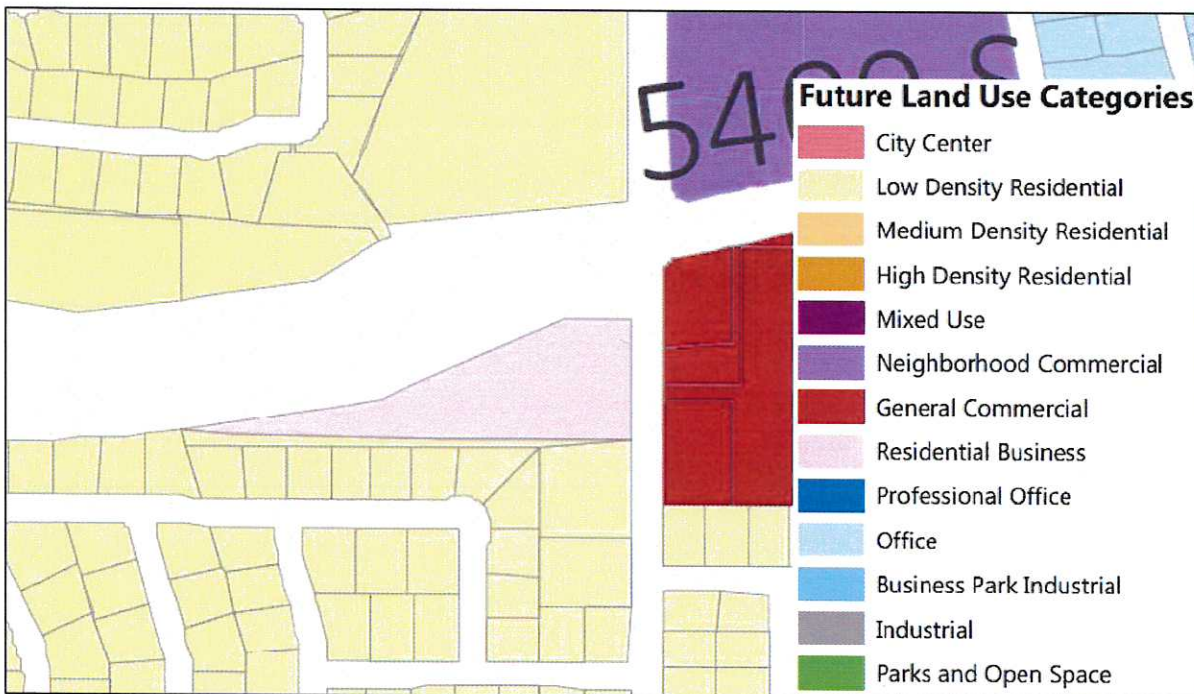 5400 S
Future Land Use Categories
City Center
Low Density Residential
Medium Density Residential
High Density Residential
Mixed Use
Neighborhood Commercial
General Commercial
Residential Business
Professional Office
Office
Business Park Industrial
Industrial
Parks and Open Space